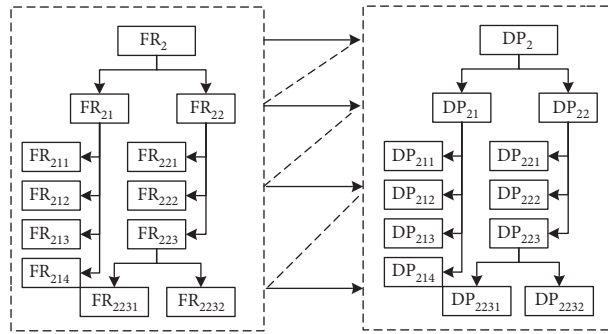 FR₂
FR₂₁ FR₂₂
FR₂₁₁ FR₂₂₁
FR₂₁₂ FR₂₂₂
FR₂₁₃ FR₂₂₃
FR₂₁₄
FR₂₂₃₁ FR₂₂₃₂
DP₂
DP₂₁ DP₂₂
DP₂₁₁ DP₂₂₁
DP₂₁₂ DP₂₂₂
DP₂₁₃ DP₂₂₃
DP₂₁₄
DP₂₂₃₁ DP₂₂₃₂